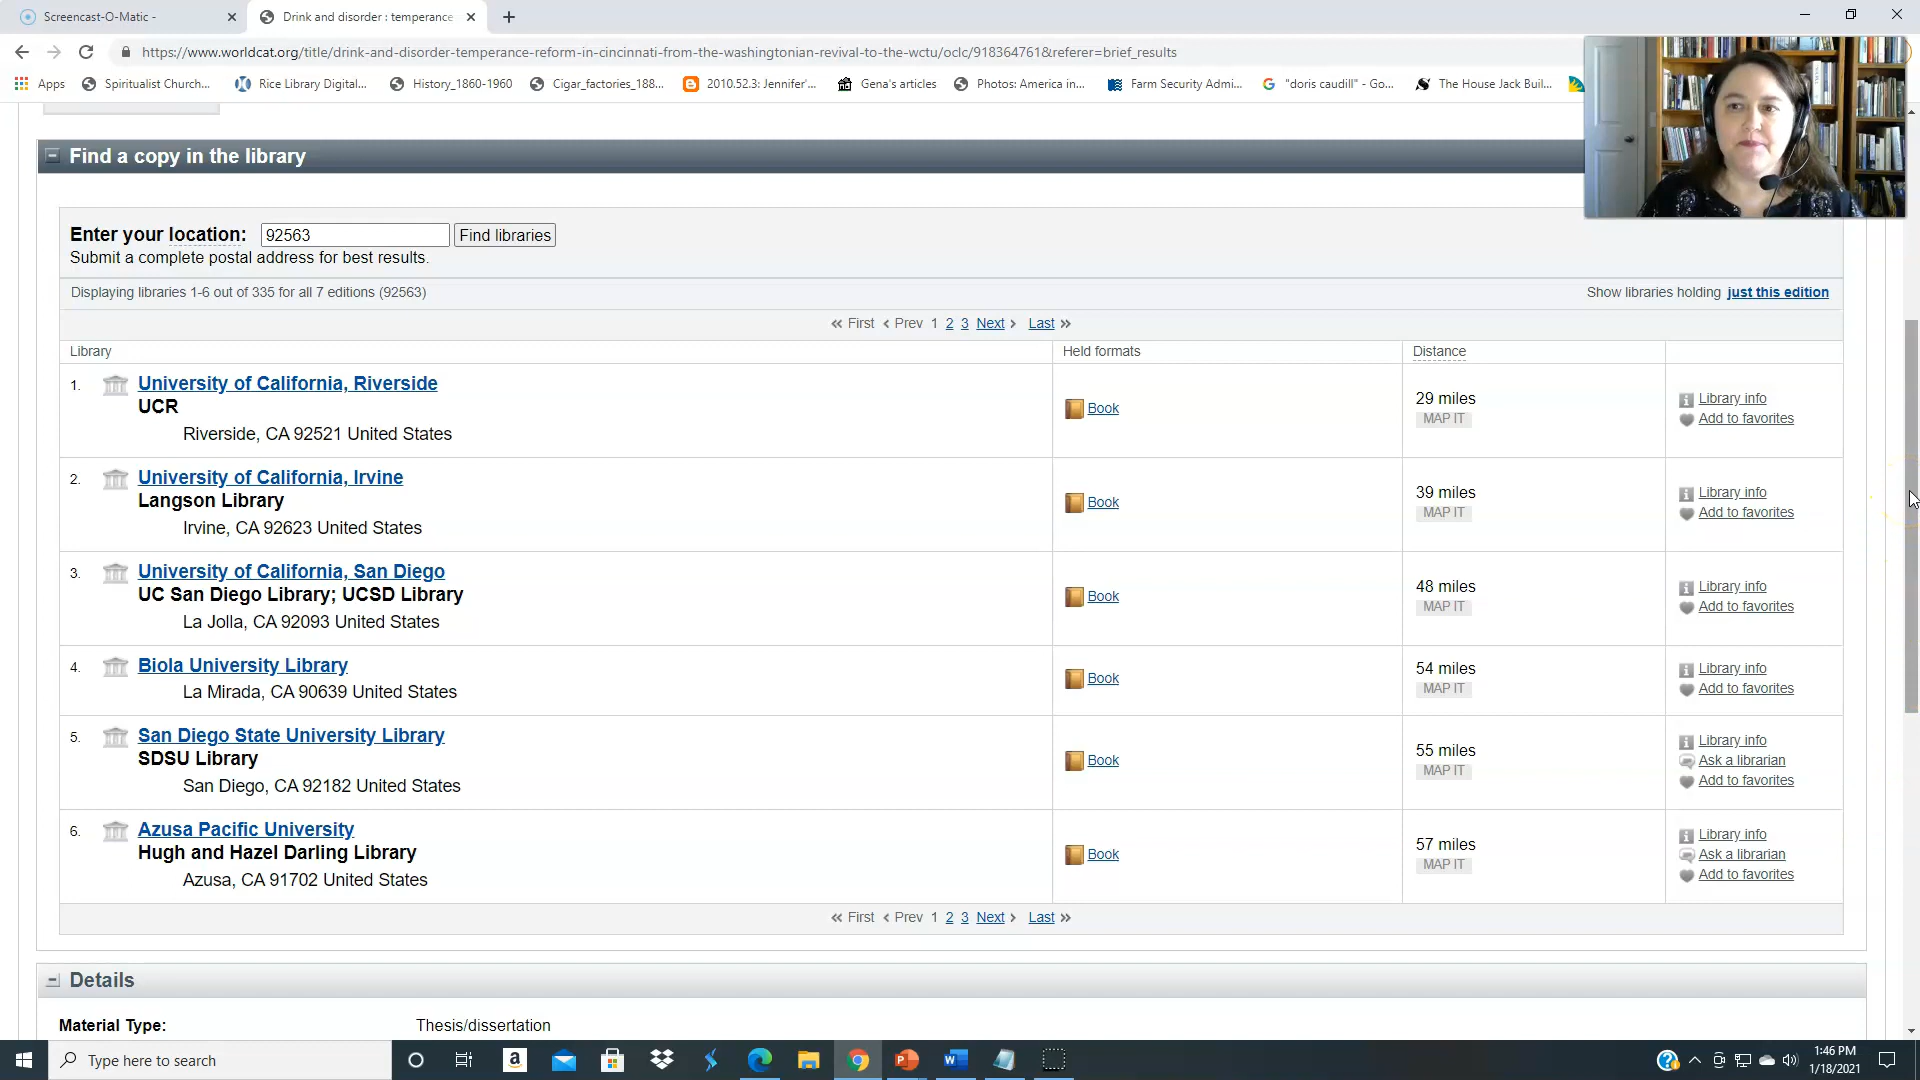 Screencast-O-Matic -
Drink and disorder : temperance
https://www.worldcat.org/title/drink-and-disorder-temperance-reform-in-cincinnati-from-the-washingtonian-revival-to-the-wctu/oclc/918364761&referer=brief_results
Apps Spiritualist Church... Rice Library Digital... History_1860-1960 Cigar_factories_188... 2010.52.3: Jennifer'... Gena's articles Photos: America in... Farm Security Admi... "doris caudill" - Go... The House Jack Buil...
Find a copy in the library
Enter your location: 92563 Find libraries
Submit a complete postal address for best results.
Displaying libraries 1-6 out of 335 for all 7 editions (92563) Show libraries holding just this edition
« First ‹ Prev 1 2 3 Next › Last »
Library Held formats Distance
1. University of California, Riverside
UCR
Riverside, CA 92521 United States
Book
29 miles
MAP IT
Library info
Add to favorites
2. University of California, Irvine
Langson Library
Irvine, CA 92623 United States
Book
39 miles
MAP IT
Library info
Add to favorites
3. University of California, San Diego
UC San Diego Library; UCSD Library
La Jolla, CA 92093 United States
Book
48 miles
MAP IT
Library info
Add to favorites
4. Biola University Library
La Mirada, CA 90639 United States
Book
54 miles
MAP IT
Library info
Add to favorites
5. San Diego State University Library
SDSU Library
San Diego, CA 92182 United States
Book
55 miles
MAP IT
Library info
Ask a librarian
Add to favorites
6. Azusa Pacific University
Hugh and Hazel Darling Library
Azusa, CA 91702 United States
Book
57 miles
MAP IT
Library info
Ask a librarian
Add to favorites
« First ‹ Prev 1 2 3 Next › Last »
Details
Material Type: Thesis/dissertation
Type here to search
1:46 PM
1/18/2021